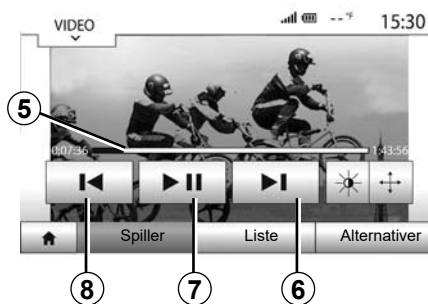 VIDEO
--°F
15:30
5
0:07:36
1:43:56
Spiller
Liste
Alternativer
8
7
6